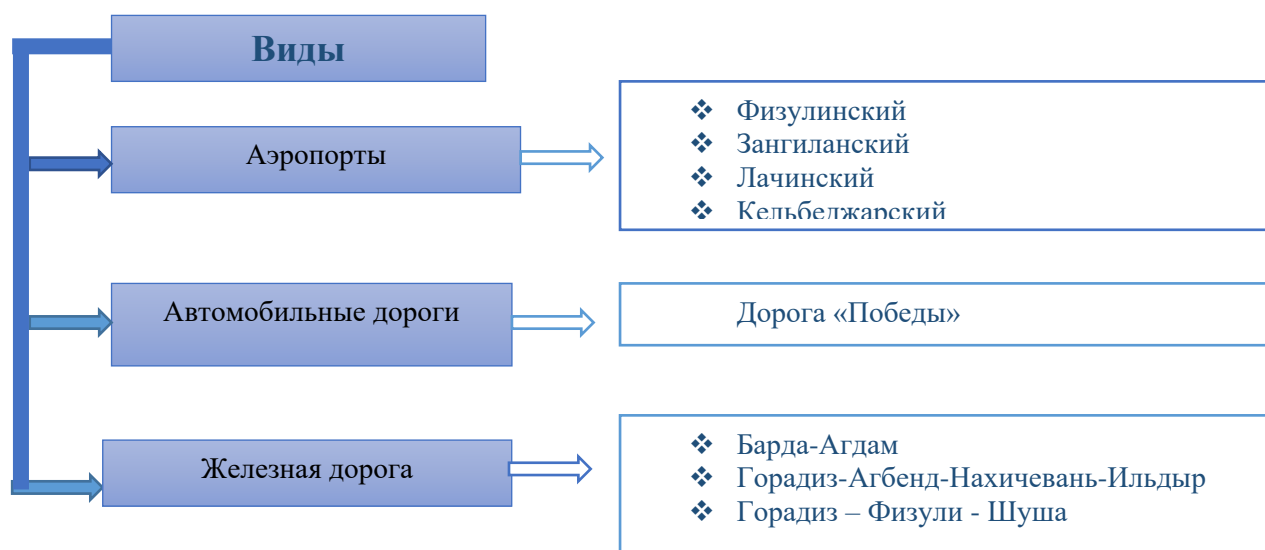 Виды
Аэропорты
Физулинский
Зангиланский
Лачинский
Кельбеджарский
Автомобильные дороги
Дорога «Победы»
Железная дорога
Барда-Агдам
Горадиз-Агбенд-Нахичевань-Ильдыр
Горадиз – Физули - Шуша